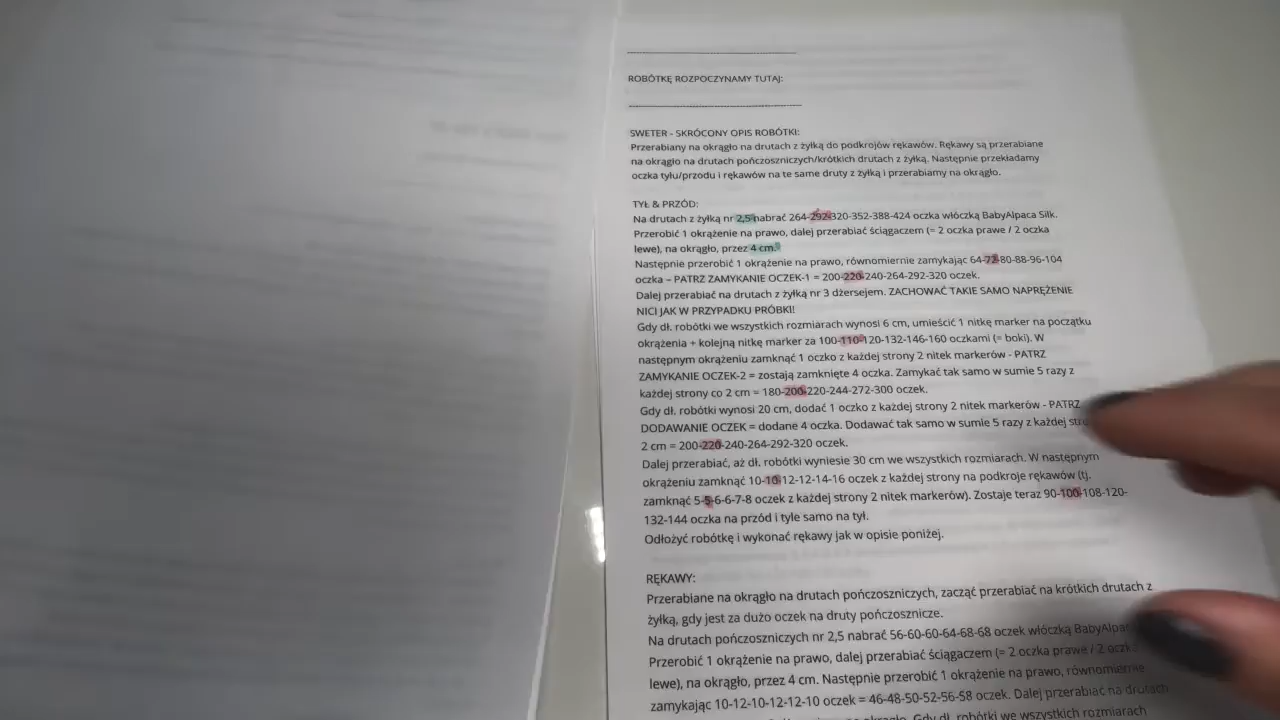 ROBÓTKĘ ROZPOCZYNAMY TUTAJ:
SWETER - SKRÓCONY OPIS ROBÓTKI:
Przerabiany na okrągło na drutach z żyłką do podkrojów rękawów. Rękawy są przerabiane
na okrągło na drutach pończoszniczych/krótkich drutach z żyłką. Następnie przekładamy
oczka tyłu/przodu i rękawów na te same druty z żyłką i przerabiamy na okrągło.
TYŁ & PRZÓD:
Na drutach z żyłką nr 2,5 nabrać 264-292-320-352-388-424 oczka włóczką BabyAlpaca Silk.
Przerobić 1 okrążenie na prawo, dalej przerabiać ściągaczem (= 2 oczka prawe / 2 oczka
lewe), na okrągło, przez 4 cm.
Następnie przerobić 1 okrążenie na prawo, równomiernie zamykając 64-72-80-88-96-104
oczka – PATRZ ZAMYKANIE OCZEK-1 = 200-220-240-264-292-320 oczek.
Dalej przerabiać na drutach z żyłką nr 3 dżersejem. ZACHOWAĆ TAKIE SAMO NAPRĘŻENIE
NICI JAK W PRZYPADKU PRÓBKI!
Gdy dł. robótki we wszystkich rozmiarach wynosi 6 cm, umieścić 1 nitkę marker na początku
okrążenia + kolejną nitkę marker za 100-110-120-132-146-160 oczkami (= boki). W
następnym okrążeniu zamknąć 1 oczko z każdej strony 2 nitek markerów - PATRZ
ZAMYKANIE OCZEK-2 = zostają zamknięte 4 oczka. Zamykać tak samo w sumie 5 razy z
każdej strony co 2 cm = 180-200-220-244-272-300 oczek.
Gdy dł. robótki wynosi 20 cm, dodać 1 oczko z każdej strony 2 nitek markerów - PATRZ
DODAWANIE OCZEK = dodane 4 oczka. Dodawać tak samo w sumie 5 razy z każdej
2 cm = 200-220-240-264-292-320 oczek.
Dalej przerabiać, aż dł. robótki wyniesie 30 cm we wszystkich rozmiarach. W następnym
okrążeniu zamknąć 10-10-12-12-14-16 oczek z każdej strony na podkroje rękawów (tj.
zamknąć 5-5-6-6-7-8 oczek z każdej strony 2 nitek markerów). Zostaje teraz 90-100-108-120-
132-144 oczka na przód i tyle samo na tył.
Odłożyć robótkę i wykonać rękawy jak w opisie poniżej.
RĘKAWY:
Przerabiane na okrągło na drutach pończoszniczych, zacząć przerabiać na krótkich drutach z
żyłką, gdy jest za dużo oczek na druty pończosznicze.
Na drutach pończoszniczych nr 2,5 nabrać 56-60-60-64-68-68 oczek włóczką
Przerobić 1 okrążenie na prawo, dalej przerabiać ściągaczem (= 2 oczka prawe / 2
lewe), na okrągło, przez 4 cm. Następnie przerobić 1 okrążenie na prawo, równomiernie
zamykając 10-12-10-12-12-10 oczek = 46-48-50-52-56-58 oczek. Dalej przerabiać na drutach
Gdy dł. robótki we wszystkich rozmiarach